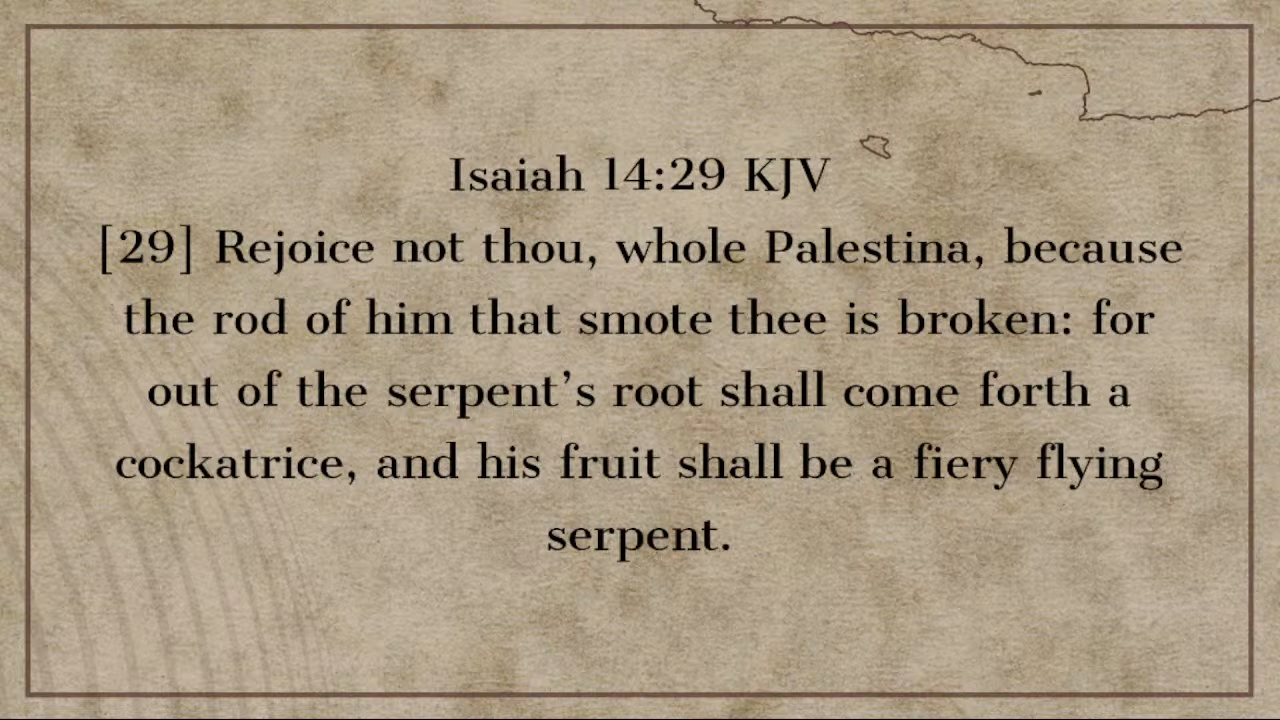 Isaiah 14:29 KJV
[29] Rejoice not thou, whole Palestina, because
the rod of him that smote thee is broken: for
out of the serpent’s root shall come forth a
cockatrice, and his fruit shall be a fiery flying
serpent.